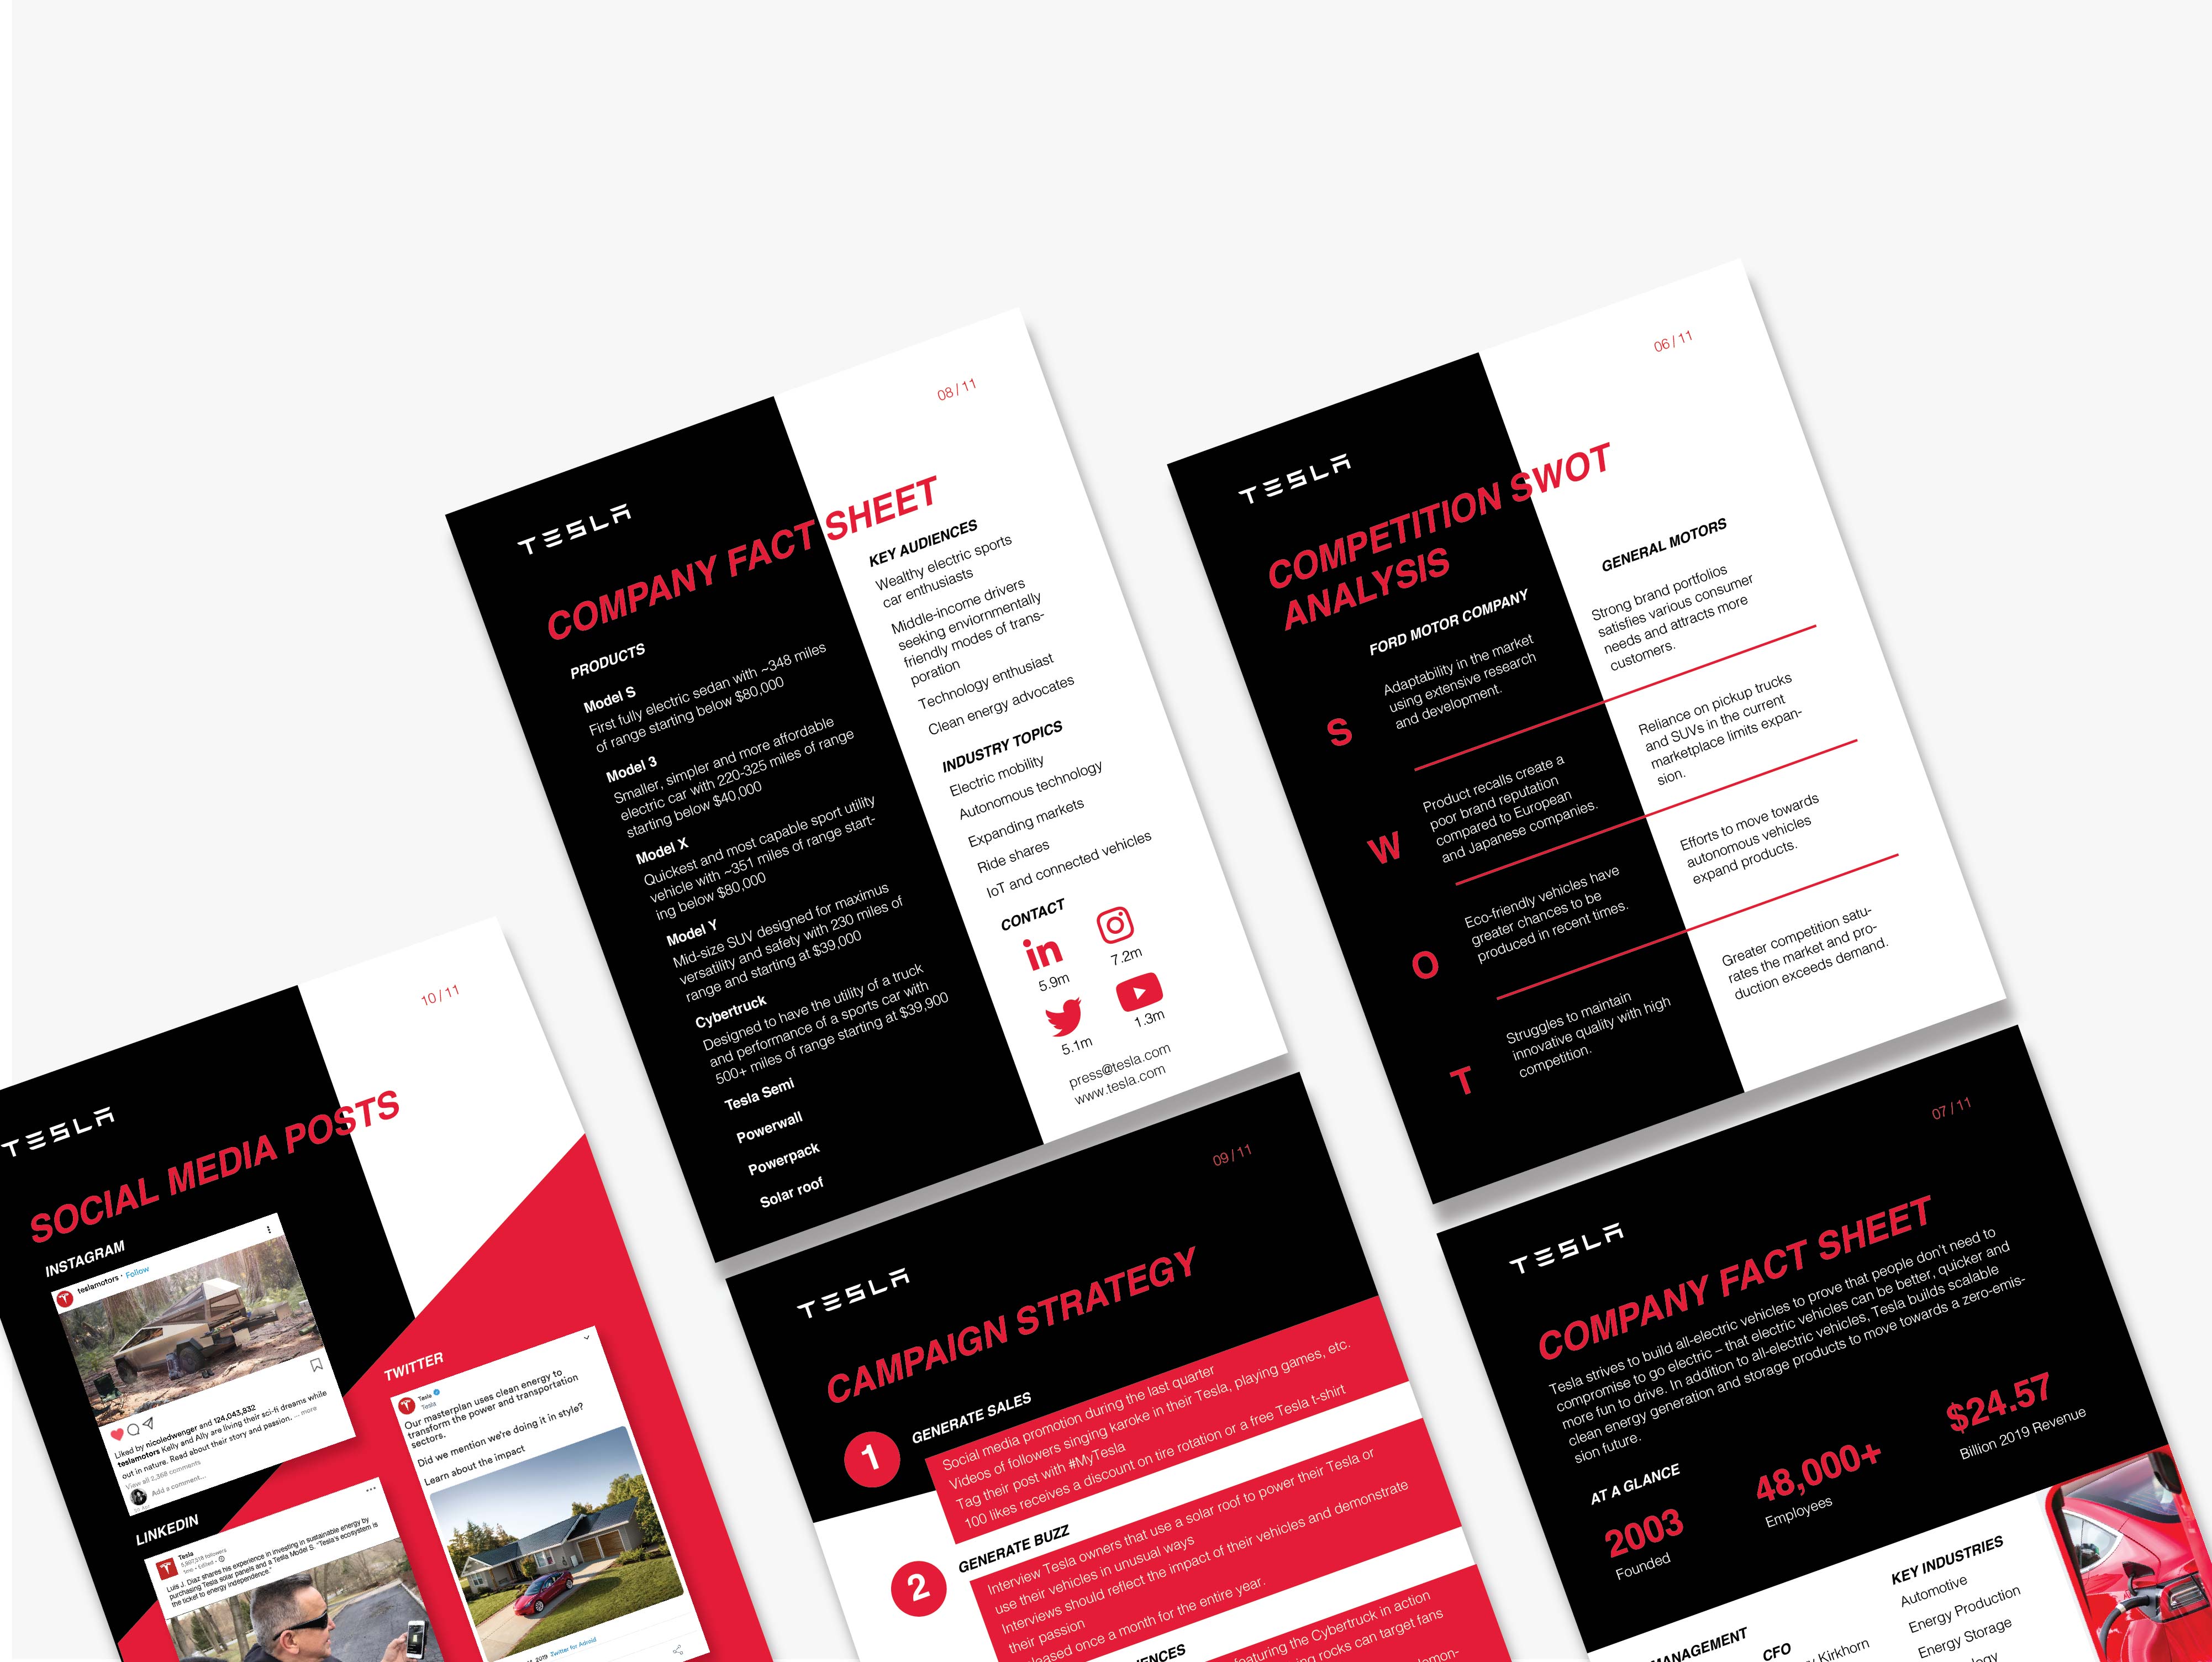 08 / 11
TESLA
COMPANY FACT SHEET
PRODUCTS
Model S
First fully electric sedan with ~348 miles
of range starting below $80,000
Model 3
Smaller, simpler and more affordable
electric car with 220-325 miles of range
starting below $40,000
Model X
Quickest and most capable sport utility
vehicle with ~351 miles of range start-
ing below $80,000
Model Y
Mid-size SUV designed for maximus
versatility and safety with 230 miles of
range and starting at $39,000
Cybertruck
Designed to have the utility of a truck
and performance of a sports car with
500+ miles of range starting at $39,900
Tesla Semi
Powerwall
Powerpack
Solar roof
KEY AUDIENCES
Wealthy electric sports
car enthusiasts
Middle-income drivers
seeking enviornmentally
friendly modes of trans-
poration
Technology enthusiast
Clean energy advocates
INDUSTRY TOPICS
Electric mobility
Autonomous technology
Expanding markets
Ride shares
IoT and connected vehicles
CONTACT
in
5.9m
7.2m
5.1m
1.3m
press@tesla.com
www.tesla.com
06 / 11
TESLA
COMPETITION SWOT
ANALYSIS
FORD MOTOR COMPANY
GENERAL MOTORS
S
Adaptability in the market
using extensive research
and development.
Strong brand portfolios
satisfies various consumer
needs and attracts more
customers.
W
Product recalls create a
poor brand reputation
compared to European
and Japanese companies.
Reliance on pickup trucks
and SUVs in the current
marketplace limits expan-
sion.
O
Eco-friendly vehicles have
greater chances to be
produced in recent times.
Efforts to move towards
autonomous vehicles
expand products.
T
Struggles to maintain
innovative quality with high
competition.
Greater competition satu-
rates the market and pro-
duction exceeds demand.
10 / 11
TESLA
SOCIAL MEDIA POSTS
INSTAGRAM
teslamotors · Follow
Liked by nicoledwenger and 124,043,832
teslamotors Kelly and Ally are living their sci-fi dreams while
out in nature. Read about their story and passion. ... more
View all 2,368 comments
Add a comment...
LINKEDIN
Tesla
followers
1mo · Edited ·
Luis J. Diaz shares his experience in investing in sustainable energy by
purchasing Tesla solar panels and a Tesla Model S. "Tesla's ecosystem is
the ticket to energy independence."
TWITTER
Tesla
Tesla
Our masterplan uses clean energy to
transform the power and transportation
sectors.
Did we mention we're doing it in style?
Learn about the impact
2019 Twitter for Adroid
09 / 11
TESLA
CAMPAIGN STRATEGY
1
GENERATE SALES
Social media promotion during the last quarter
Videos of followers singing karoke in their Tesla, playing games, etc.
Tag their post with #MyTesla
100 likes receives a discount on tire rotation or a free Tesla t-shirt
2
GENERATE BUZZ
Interview Tesla owners that use a solar roof to power their Tesla or
use their vehicles in unusual ways
Interviews should reflect the impact of their vehicles and demonstrate
their passion
eased once a month for the entire year.
ENCES
featuring the Cybertruck in action
ing rocks can target fans
emon-
07 / 11
TESLA
COMPANY FACT SHEET
Tesla strives to build all-electric vehicles to prove that people don't need to
compromise to go electric – that electric vehicles can be better, quicker and
more fun to drive. In addition to all-electric vehicles, Tesla builds scalable
clean energy generation and storage products to move towards a zero-emis-
sion future.
AT A GLANCE
2003
Founded
48,000+
Employees
$24.57
Billion 2019 Revenue
MANAGEMENT
CFO
Kirkhorn
KEY INDUSTRIES
Automotive
Energy Production
Energy Storage